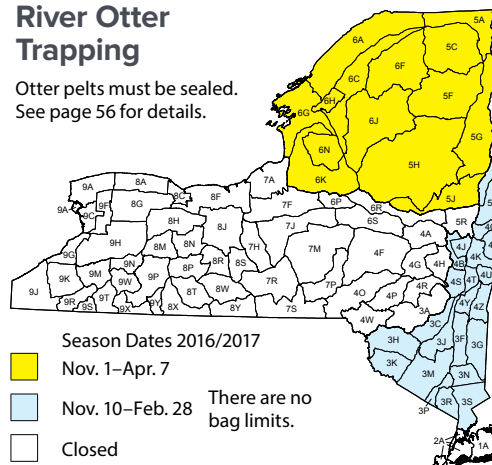 River Otter
Trapping
Otter pelts must be sealed.
See page 56 for details.
5A
6A
5C
6F
6C
5F
6H
6G
6J
5G
6N
5H
6K
7A
5J
9A
8A
8C
8F
9F
9A
9C
8G
7F
6P
6R
6S
5R
8H
8J
7J
4A
9H
8M
8N
7H
7M
4F
4J
9G
4B
9N
8R
8S
4G
4H
9K
9M
9W
9P
8P
7R
7P
4R
4S
4T
4U
9J
8T
8W
4O
4P
9R
9T
9Y
4Y
4Z
9S
9X
8X
8Y
7S
4W
3A
3C
Season Dates 2016/2017
3H
3J
3F
3G
Nov. 1–Apr. 7
3K
3M
3N
Nov. 10–Feb. 28
There are no
bag limits.
3R
3S
3P
Closed
2A
1A